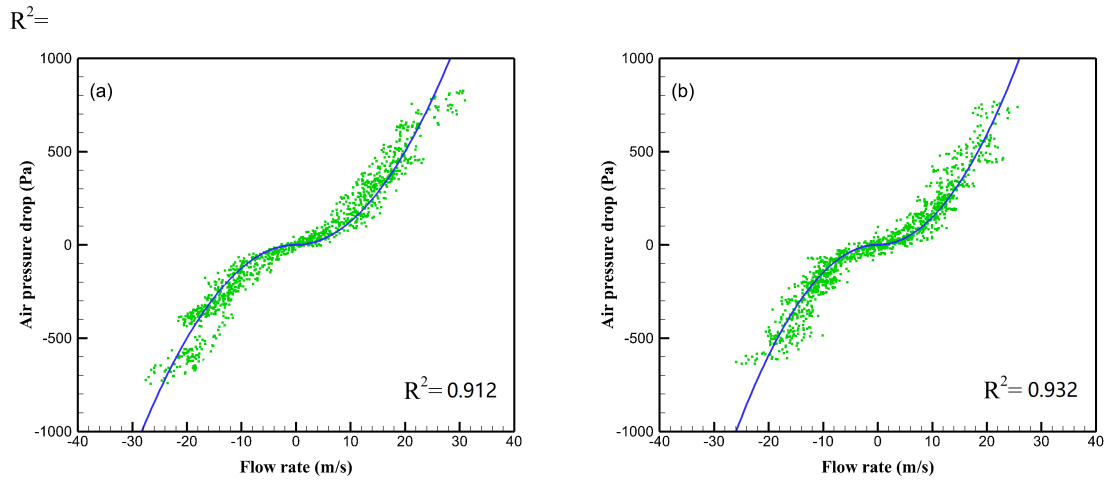 R²=
(a)
1000
500
0
-500
-1000
Air pressure drop (Pa)
R²= 0.912
-40 -30 -20 -10 0 10 20 30 40
Flow rate (m/s)
(b)
1000
500
0
-500
-1000
Air pressure drop (Pa)
R²= 0.932
-40 -30 -20 -10 0 10 20 30 40
Flow rate (m/s)